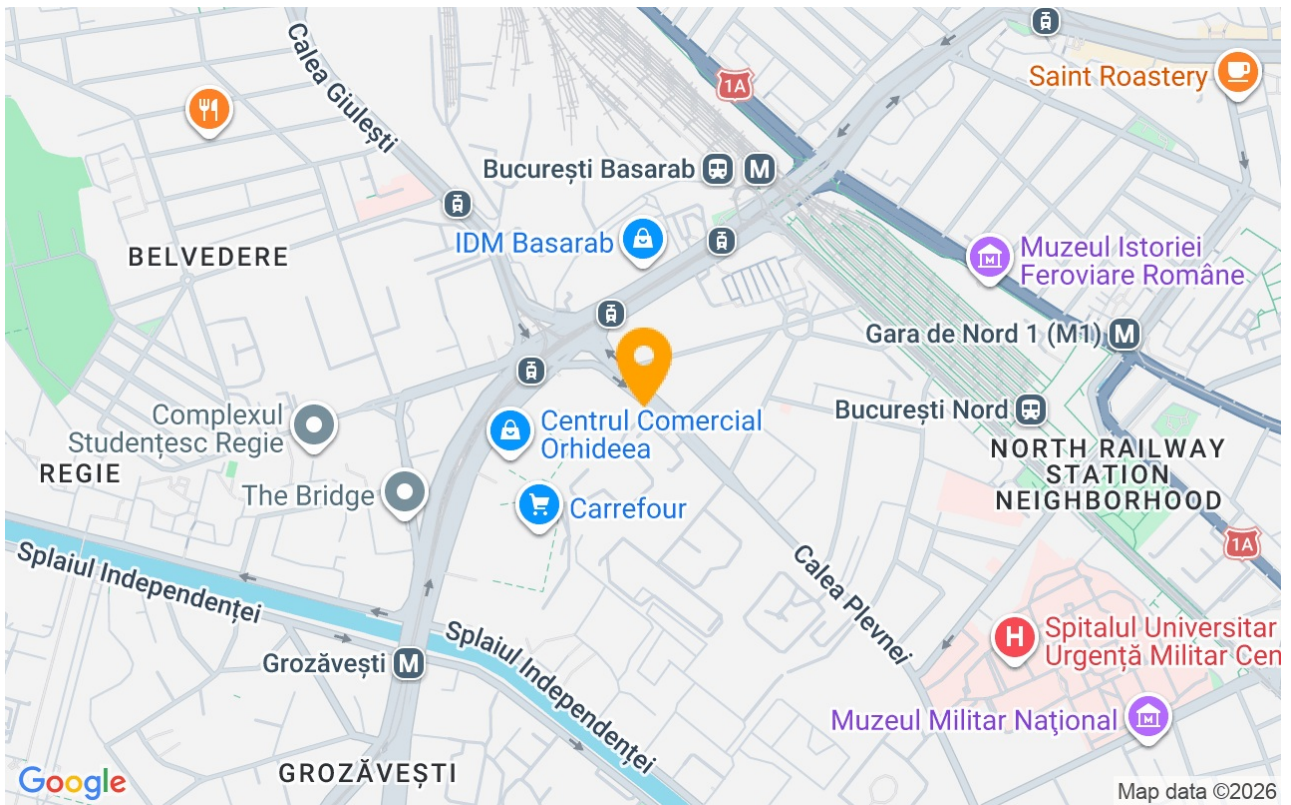 Calea Giulești
1A
Saint Roastery
București Basarab
M
IDM Basarab
BELVEDERE
Muzeul Istoriei
Feroviare Române
Gara de Nord 1 (M1)
M
București Nord
Complexul
Studențesc Regie
Centrul Comercial
Orhideea
REGIE
NORTH RAILWAY
STATION
NEIGHBORHOOD
The Bridge
Carrefour
1A
Splaiul Independenței
Calea Plevnei
Splaiul Independenței
H
Spitalul Universitar
Urgență Militar Cen
Grozăvești
M
Muzeul Militar Naţional
GROZĂVEȘTI
Google
Map data ©2026